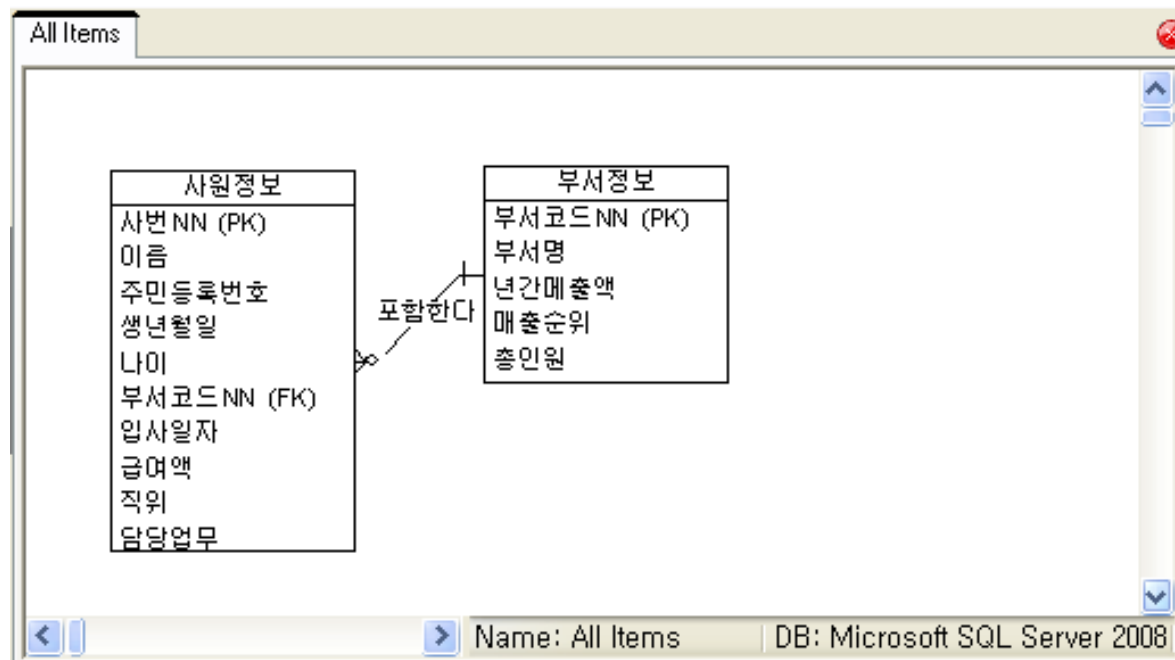 All Items
사원정보
사번NN (PK)
이름
주민등록번호
생년월일
나이
부서코드NN (FK)
입사일자
급여액
직위
담당업무
포함한다
부서정보
부서코드NN (PK)
부서명
년간매출액
매출순위
총인원
Name: All Items
DB: Microsoft SQL Server 2008